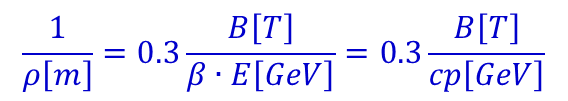 1/ρ[m] = 0.3 B[T]/(β · E[GeV]) = 0.3 B[T]/cp[GeV]